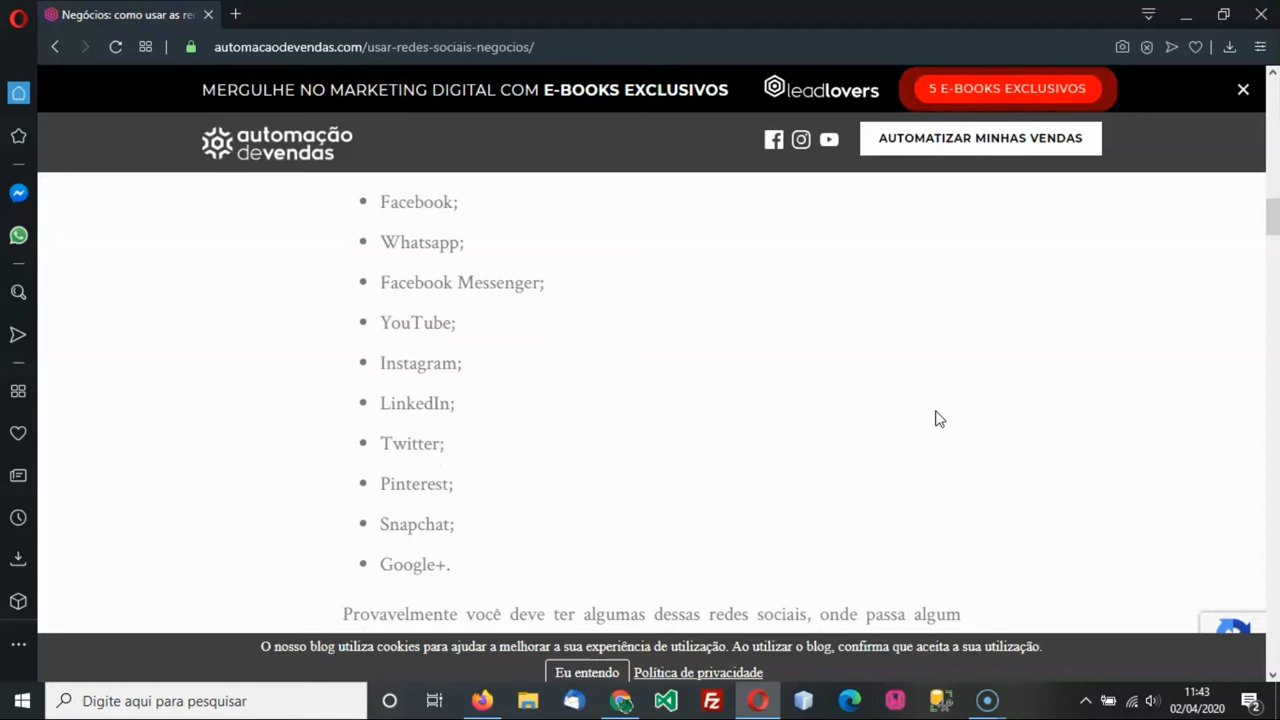 Negócios: como usar as re
automacaodevendas.com/usar-redes-sociais-negocios/
MERGULHE NO MARKETING DIGITAL COM E-BOOKS EXCLUSIVOS
leadlovers
5 E-BOOKS EXCLUSIVOS
automação
devendas
AUTOMATIZAR MINHAS VENDAS
Facebook;
Whatsapp;
Facebook Messenger;
YouTube;
Instagram;
LinkedIn;
Twitter;
Pinterest;
Snapchat;
Google+.
Provavelmente você deve ter algumas dessas redes sociais, onde passa algum
O nosso blog utiliza cookies para ajudar a melhorar a sua experiência de utilização. Ao utilizar o blog, confirma que aceita a sua utilização.
Eu entendo Política de privacidade
Digite aqui para pesquisar
11:43
02/04/2020
2